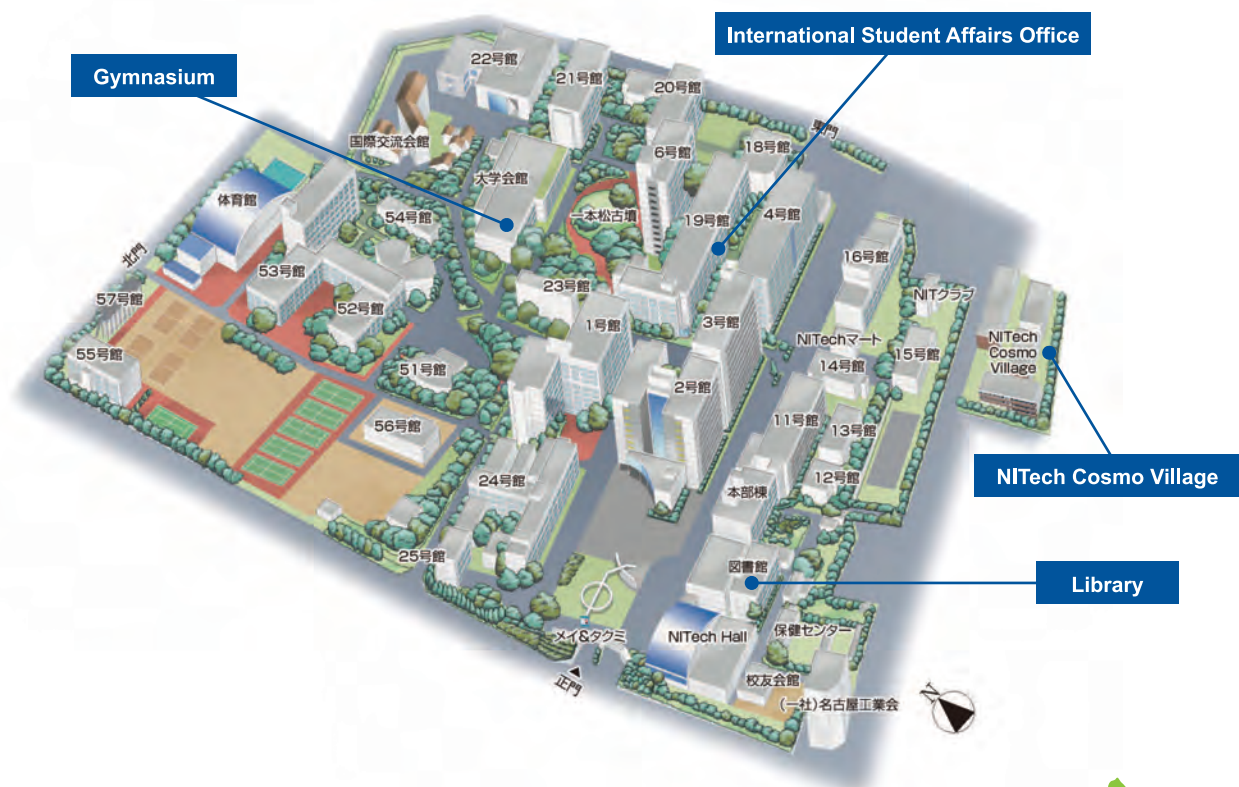 International Student Affairs Office
Gymnasium
22号館
21号館
20号館
東門
国際交流会館
6号館
18号館
大学会館
体育館
54号館
一本松古墳
19号館
4号館
北門
16号館
53号館
57号館
52号館
23号館
NITクラブ
1号館
3号館
NITechマート
NITech
Cosmo
Village
55号館
51号館
14号館
15号館
2号館
56号館
11号館
13号館
24号館
12号館
NITech Cosmo Village
本部棟
25号館
図書館
Library
メイ&タクミ
NITech Hall
保健センター
正門
校友会館
(一社)名古屋工業会
N